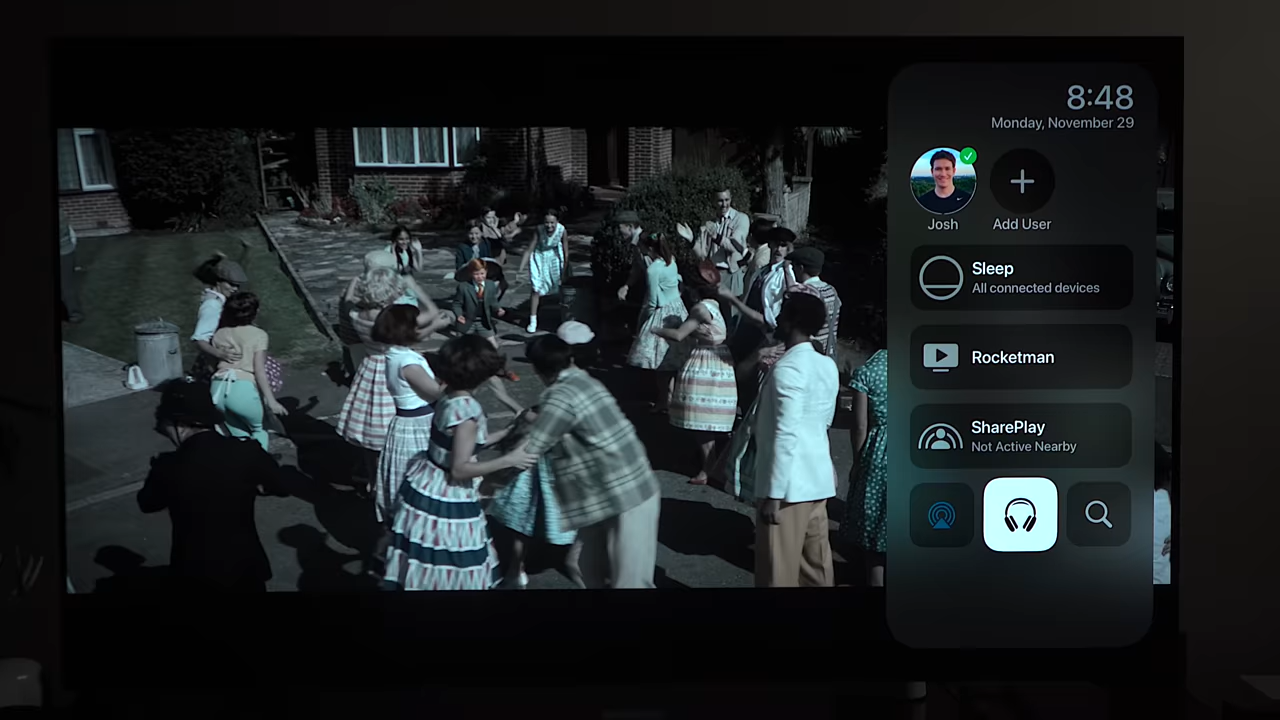 8:48
Monday, November 29
Josh
Add User
Sleep
All connected devices
Rocketman
SharePlay
Not Active Nearby